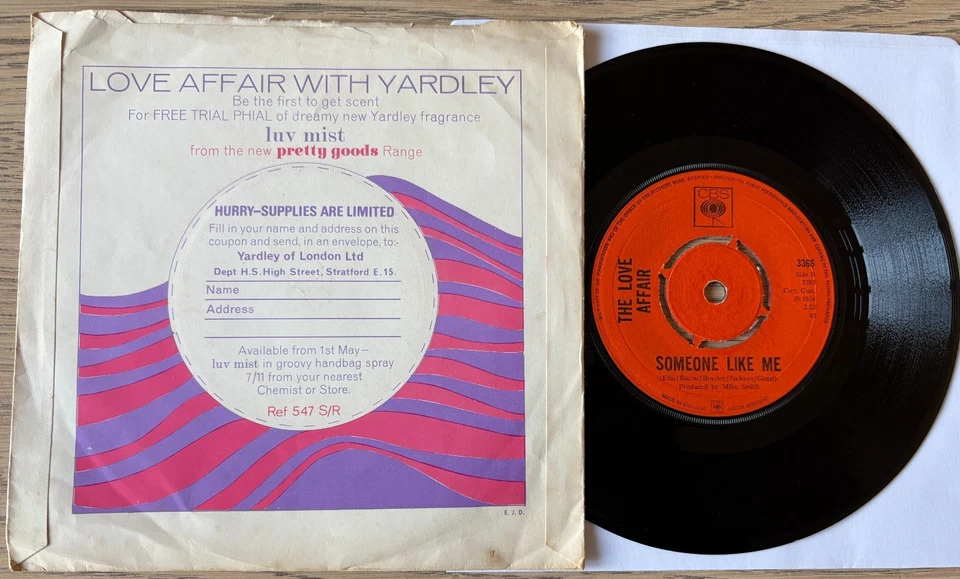 LOVE AFFAIR WITH YARDLEY
Be the first to get scent
For FREE TRIAL PHIAL of dreamy new Yardley fragrance
luv mist
from the new pretty goods Range
HURRY–SUPPLIES ARE LIMITED
Fill in your name and address on this
coupon and send, in an envelope, to:-
Yardley of London Ltd
Dept H.S. High Street, Stratford E.15.
Name
Address
Available from 1st May–
luv mist in groovy handbag spray
7/11 from your nearest
Chemist or Store.
Ref 547 S/R
E. J. D.
CBS
THE LOVE
AFFAIR
3366
Side B
SOMEONE LIKE ME
Produced by Mike Smith